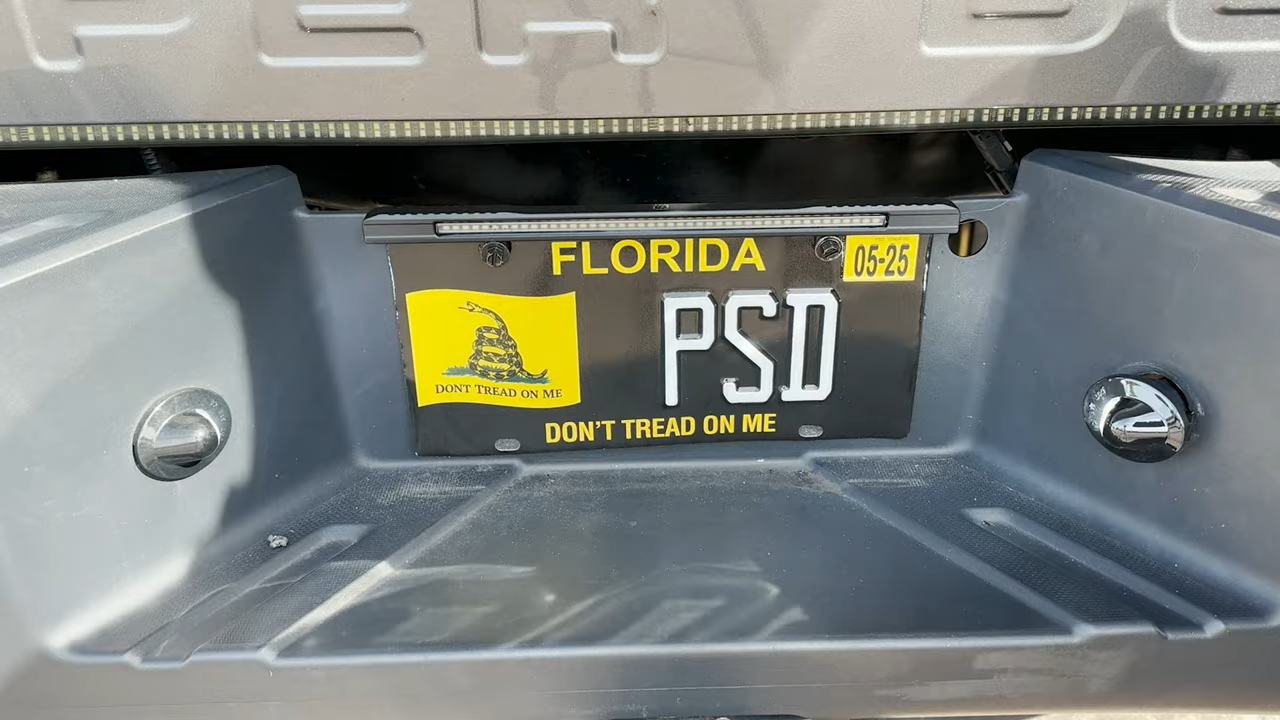 FLORIDA
05-25
PSD
DONT TREAD ON ME
DON'T TREAD ON ME